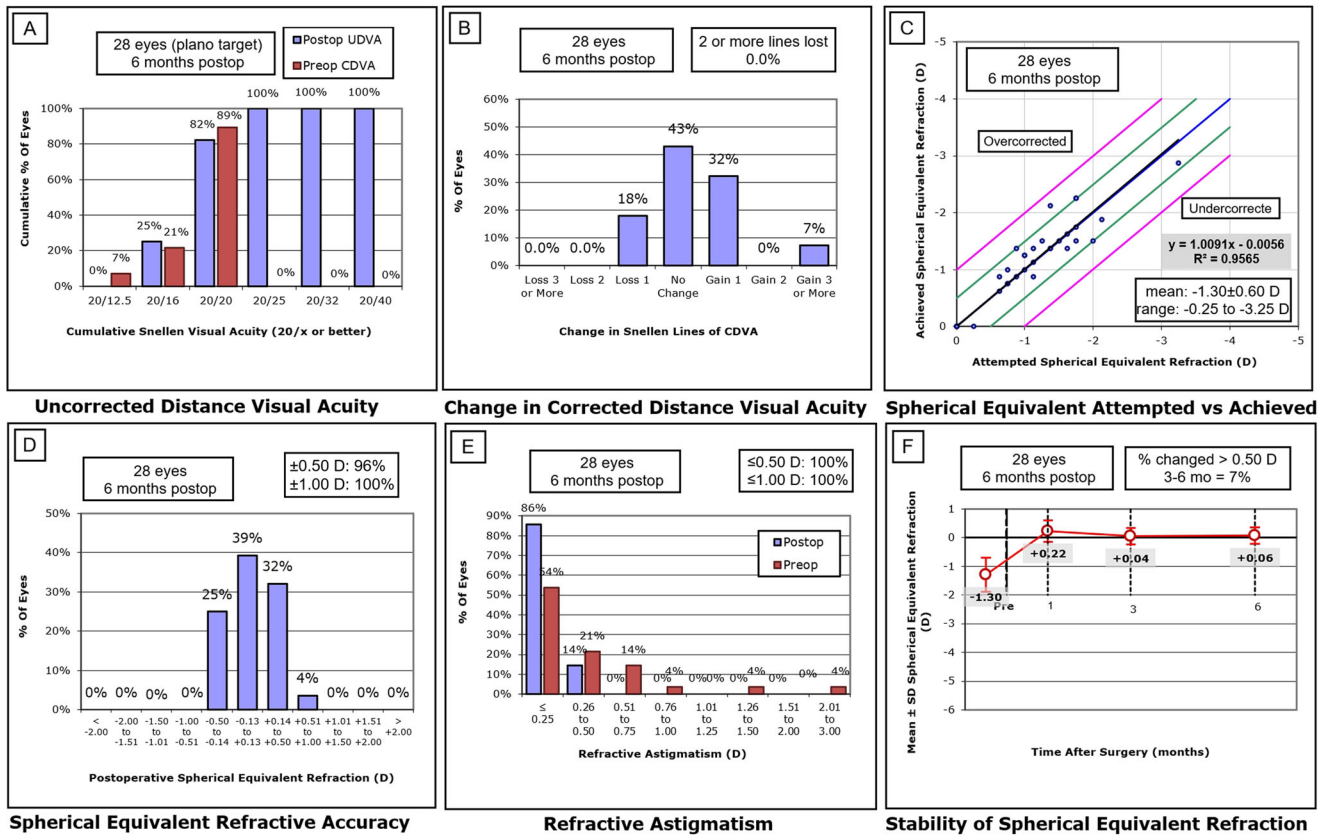 A
28 eyes (plano target)
6 months postop
Postop UDVA
Preop CDVA
Cumulative % Of Eyes
100%
80%
60%
40%
20%
0%
0%
7%
25%
21%
82%
89%
100%
0%
100%
0%
100%
0%
20/12.5
20/16
20/20
20/25
20/32
20/40
Cumulative Snellen Visual Acuity (20/x or better)
Uncorrected Distance Visual Acuity
B
28 eyes
6 months postop
2 or more lines lost
0.0%
% Of Eyes
60%
50%
40%
30%
20%
10%
0%
0.0%
0.0%
18%
43%
32%
0%
7%
Loss 3
or More
Loss 2
Loss 1
No
Change
Gain 1
Gain 2
Gain 3
or More
Change in Snellen Lines of CDVA
Change in Corrected Distance Visual Acuity
C
28 eyes
6 months postop
Achieved Spherical Equivalent Refraction (D)
-5
-4
-3
-2
-1
0
Overcorrected
Undercorrecte
y = 1.0091x - 0.0056
R² = 0.9565
mean: -1.30±0.60 D
range: -0.25 to -3.25 D
0
-1
-2
-3
-4
-5
Attempted Spherical Equivalent Refraction (D)
Spherical Equivalent Attempted vs Achieved
D
28 eyes
6 months postop
±0.50 D: 96%
±1.00 D: 100%
% Of Eyes
50%
40%
30%
20%
10%
0%
0%
0%
0%
0%
25%
39%
32%
4%
0%
0%
0%
<
-2.00
-2.00
to
-1.51
-1.50
to
-1.01
-1.00
to
-0.51
-0.50
to
-0.14
-0.13
to
+0.13
+0.14
to
+0.50
+0.51
to
+1.00
+1.01
to
+1.50
+1.51
to
+2.00
>
+2.00
Postoperative Spherical Equivalent Refraction (D)
Spherical Equivalent Refractive Accuracy
E
28 eyes
6 months postop
≤0.50 D: 100%
≤1.00 D: 100%
Postop
Preop
% Of Eyes
90%
80%
70%
60%
50%
40%
30%
20%
10%
0%
86%
54%
14%
21%
0%
14%
0%
4%
0%
0%
0%
4%
0%
0%
0%
4%
≤
0.25
0.26
to
0.50
0.51
to
0.75
0.76
to
1.00
1.01
to
1.25
1.26
to
1.50
1.51
to
2.00
2.01
to
3.00
Refractive Astigmatism (D)
Refractive Astigmatism
F
28 eyes
6 months postop
% changed > 0.50 D
3-6 mo = 7%
Mean ± SD Spherical Equivalent Refraction
(D)
1
0
-1
-2
-3
-4
-5
-6
-1.30
+0.22
+0.04
+0.06
Pre
1
3
6
Time After Surgery (months)
Stability of Spherical Equivalent Refraction